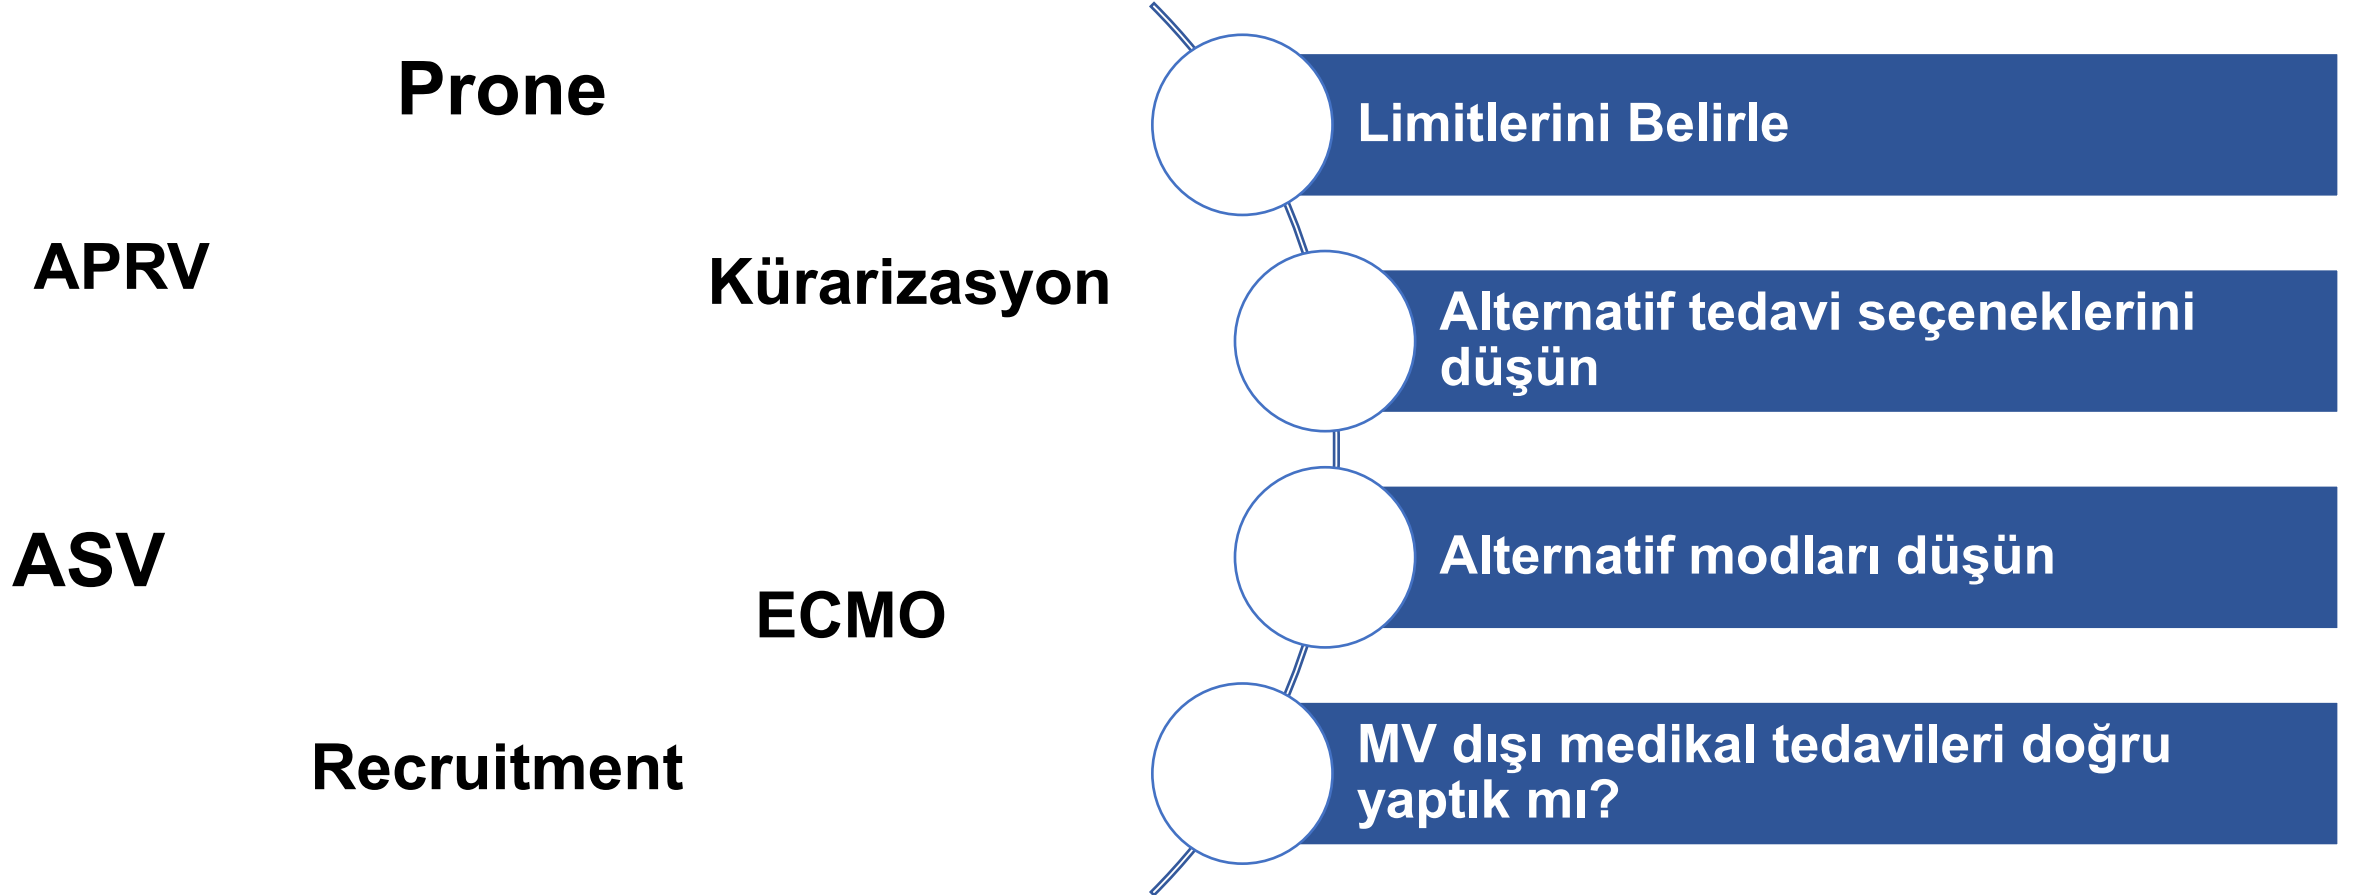 Prone
APRV
Kürarizasyon
ASV
ECMO
Recruitment
Limitlerini Belirle
Alternatif tedavi seçeneklerini
düşün
Alternatif modları düşün
MV dışı medikal tedavileri doğru
yaptık mı?